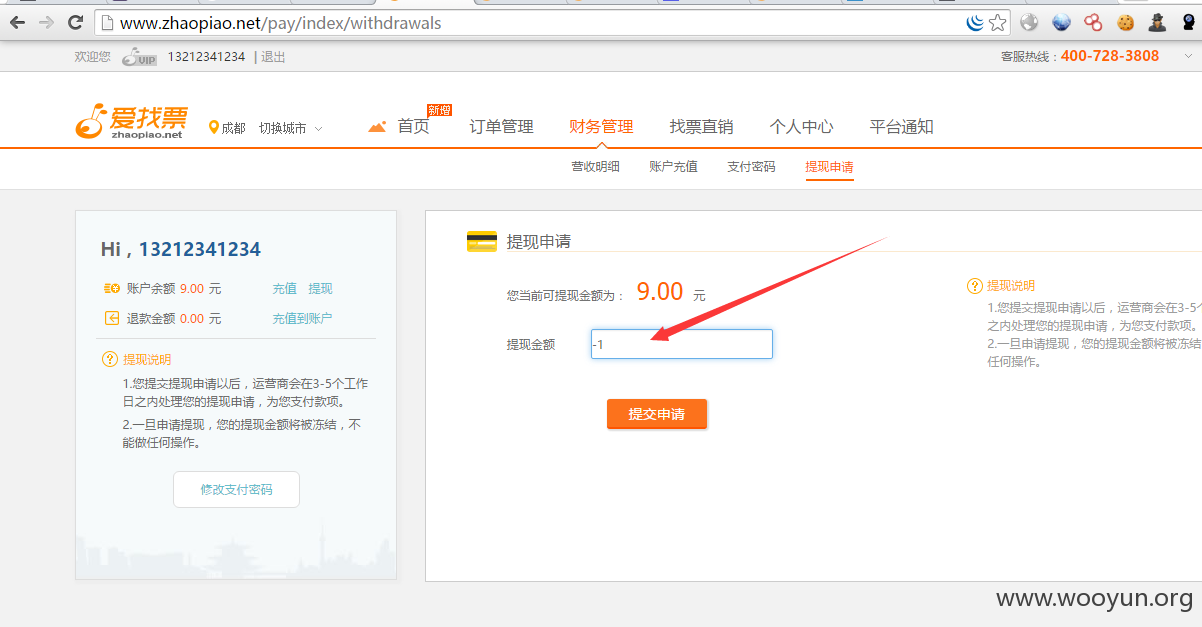 www.zhaopiao.net/pay/index/withdrawals
欢迎您 VIP 13212341234 | 退出 客服热线：400-728-3808
爱找票
zhaopiao.net
成都 切换城市
首页 新增 订单管理 财务管理 找票直销 个人中心 平台通知
营收明细 账户充值 支付密码 提现申请
Hi，13212341234
账户余额 9.00 元 充值 提现
退款金额 0.00 元 充值到账户
提现说明
1.您提交提现申请以后，运营商会在3-5个工作
日之内处理您的提现申请，为您支付款项。
2.一旦申请提现，您的提现金额将被冻结，不
能做任何操作。
修改支付密码
提现申请
您当前可提现金额为： 9.00 元
提现金额 -1
提交申请
提现说明
1.您提交提现申请以后，运营商会在3-5个
之内处理您的提现申请，为您支付款项。
2.一旦申请提现，您的提现金额将被冻结
任何操作。
www.wooyun.org